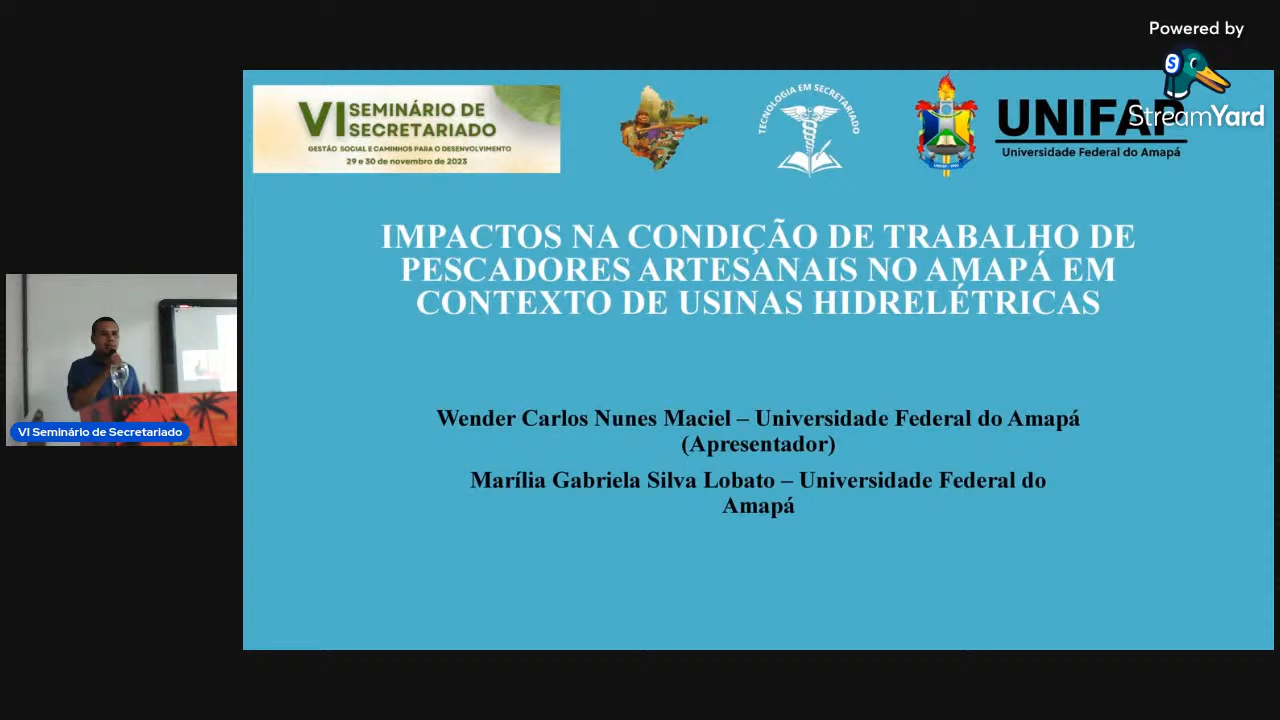 Powered by
StreamYard
VI SEMINÁRIO DE
SECRETARIADO
GESTÃO SOCIAL E CAMINHOS PARA O DESENVOLVIMENTO
29 e 30 de novembro de 2023
TECNOLOGIA EM SECRETARIADO
UNIFAP
Universidade Federal do Amapá
IMPACTOS NA CONDIÇÃO DE TRABALHO DE
PESCADORES ARTESANAIS NO AMAPÁ EM
CONTEXTO DE USINAS HIDRELÉTRICAS
Wender Carlos Nunes Maciel – Universidade Federal do Amapá
(Apresentador)
Marília Gabriela Silva Lobato – Universidade Federal do
Amapá
VI Seminário de Secretariado